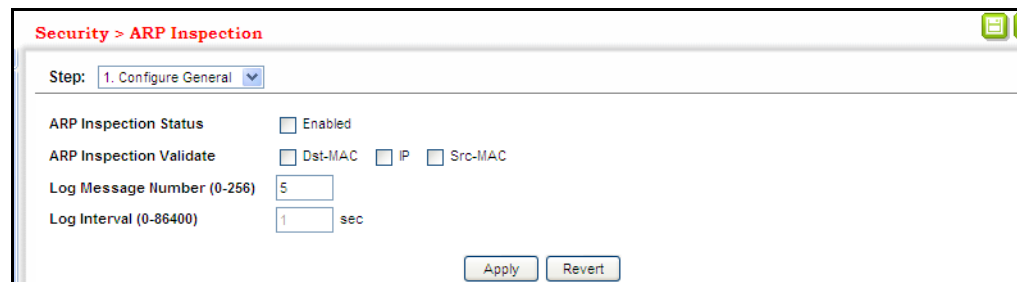 Security > ARP Inspection
Step: 1. Configure General
ARP Inspection Status Enabled
ARP Inspection Validate Dst-MAC IP Src-MAC
Log Message Number (0-256) 5
Log Interval (0-86400) 1 sec
Apply Revert